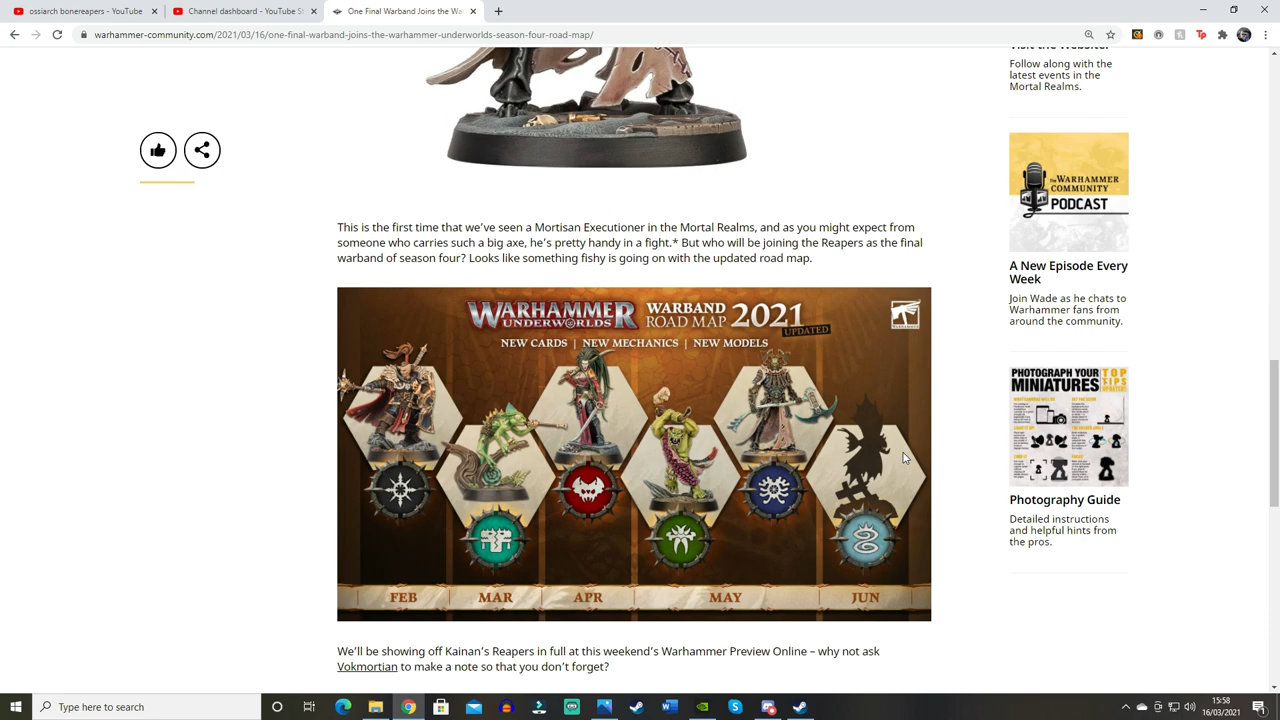 ossiarch bonereapers - YouTube
Channel dashboard - YouTube St
One Final Warband Joins the Wa
warhammer-community.com/2021/03/16/one-final-warband-joins-the-warhammer-underworlds-season-four-road-map/
Visit the Website!
Follow along with the
latest events in the
Mortal Realms.
THE WARHAMMER
COMMUNITY
PODCAST
A New Episode Every
Week
Join Wade as he chats to
Warhammer fans from
around the community.
PHOTOGRAPH YOUR
MINIATURES
TOP
TIPS
Photography Guide
Detailed instructions
and helpful hints from
the pros.
This is the first time that we’ve seen a Mortisan Executioner in the Mortal Realms, and as you might expect from
someone who carries such a big axe, he’s pretty handy in a fight.* But who will be joining the Reapers as the final
warband of season four? Looks like something fishy is going on with the updated road map.
WARHAMMER
UNDERWORLDS
WARBAND
ROAD MAP 2021
UPDATED
NEW CARDS | NEW MECHANICS | NEW MODELS
FEB MAR APR MAY JUN
We’ll be showing off Kainan’s Reapers in full at this weekend’s Warhammer Preview Online – why not ask
Vokmortian to make a note so that you don’t forget?
Type here to search
15:58
16/03/2021